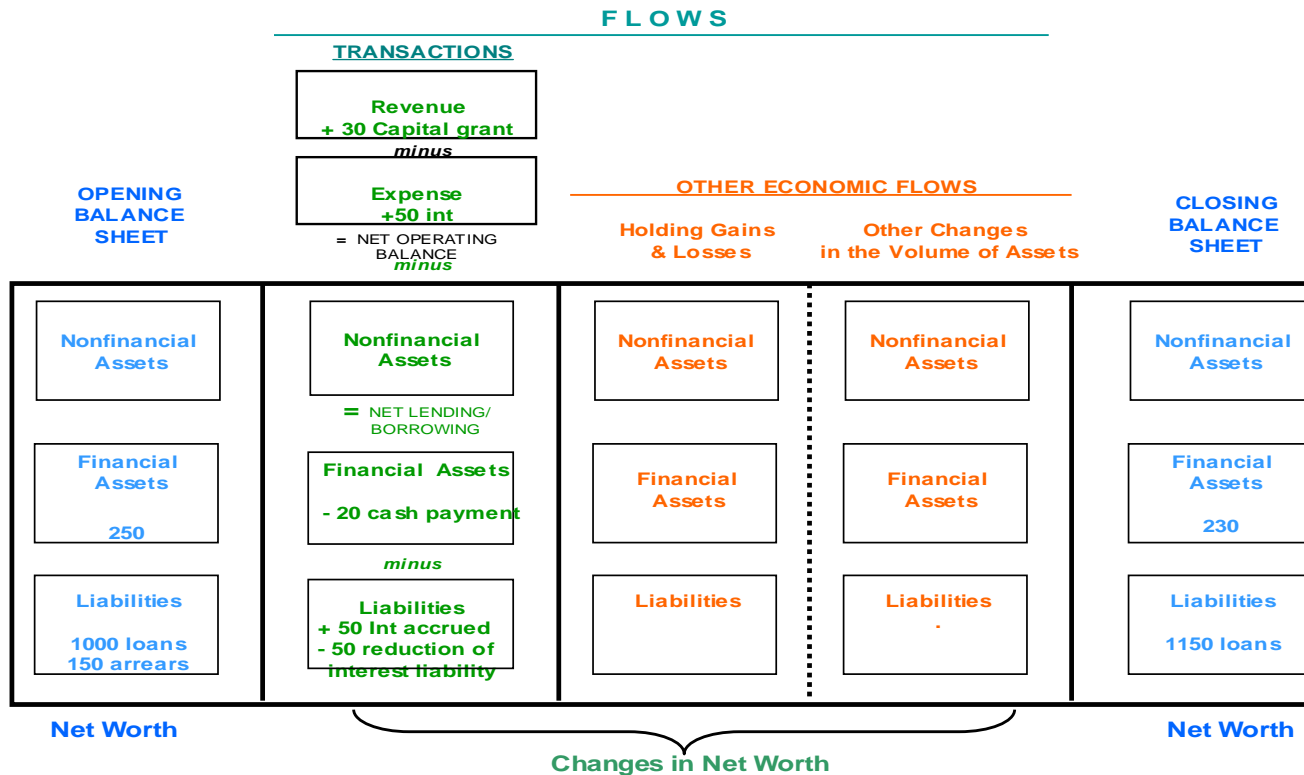 F L O W S
TRANSACTIONS
Revenue
+ 30 Capital grant
minus
Expense
+50 int
= NET OPERATING
BALANCE
minus
OPENING
BALANCE
SHEET
OTHER ECONOMIC FLOWS
Holding Gains
& Losses
Other Changes
in the Volume of Assets
CLOSING
BALANCE
SHEET
Nonfinancial
Assets
Nonfinancial
Assets
Nonfinancial
Assets
Nonfinancial
Assets
Nonfinancial
Assets
= NET LENDING/
BORROWING
Financial
Assets
250
Financial Assets
- 20 cash payment
Financial
Assets
Financial
Assets
Financial
Assets
230
minus
Liabilities
1000 loans
150 arrears
Liabilities
+ 50 Int accrued
- 50 reduction of
interest liability
Liabilities
Liabilities
.
Liabilities
1150 loans
Net Worth
Changes in Net Worth
Net Worth